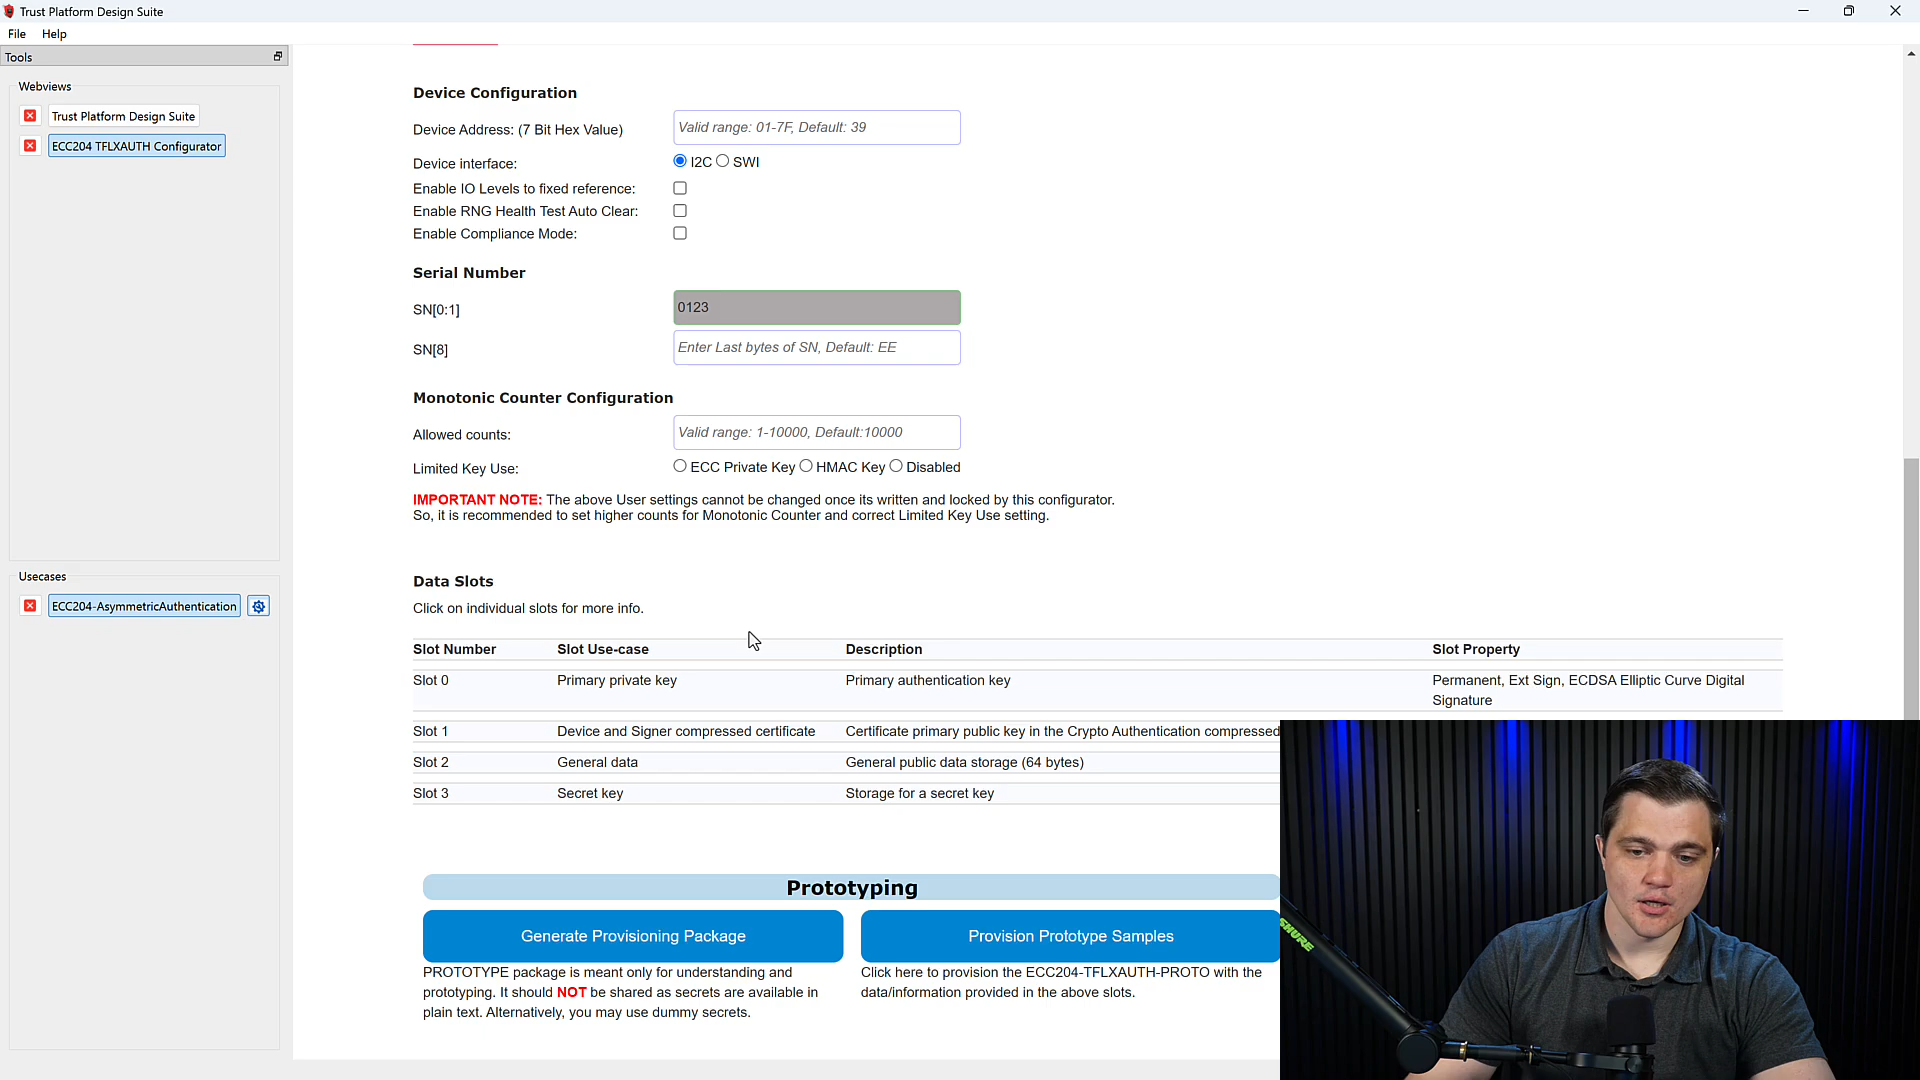 Trust Platform Design Suite
File Help
Tools
Webviews
Trust Platform Design Suite
ECC204 TFLXAUTH Configurator
Usecases
ECC204-AsymmetricAuthentication
Device Configuration
Device Address: (7 Bit Hex Value)
Valid range: 01-7F, Default: 39
Device interface:
I2C SWI
Enable IO Levels to fixed reference:
Enable RNG Health Test Auto Clear:
Enable Compliance Mode:
Serial Number
SN[0:1]
0123
SN[8]
Enter Last bytes of SN, Default: EE
Monotonic Counter Configuration
Allowed counts:
Valid range: 1-10000, Default:10000
Limited Key Use:
ECC Private Key HMAC Key Disabled
IMPORTANT NOTE: The above User settings cannot be changed once its written and locked by this configurator.
So, it is recommended to set higher counts for Monotonic Counter and correct Limited Key Use setting.
Data Slots
Click on individual slots for more info.
Slot Number Slot Use-case Description Slot Property
Slot 0 Primary private key Primary authentication key Permanent, Ext Sign, ECDSA Elliptic Curve Digital
Signature
Slot 1 Device and Signer compressed certificate Certificate primary public key in the Crypto Authentication compressed
Slot 2 General data General public data storage (64 bytes)
Slot 3 Secret key Storage for a secret key
Prototyping
Generate Provisioning Package
PROTOTYPE package is meant only for understanding and
prototyping. It should NOT be shared as secrets are available in
plain text. Alternatively, you may use dummy secrets.
Provision Prototype Samples
Click here to provision the ECC204-TFLXAUTH-PROTO with the
data/information provided in the above slots.
SHURE